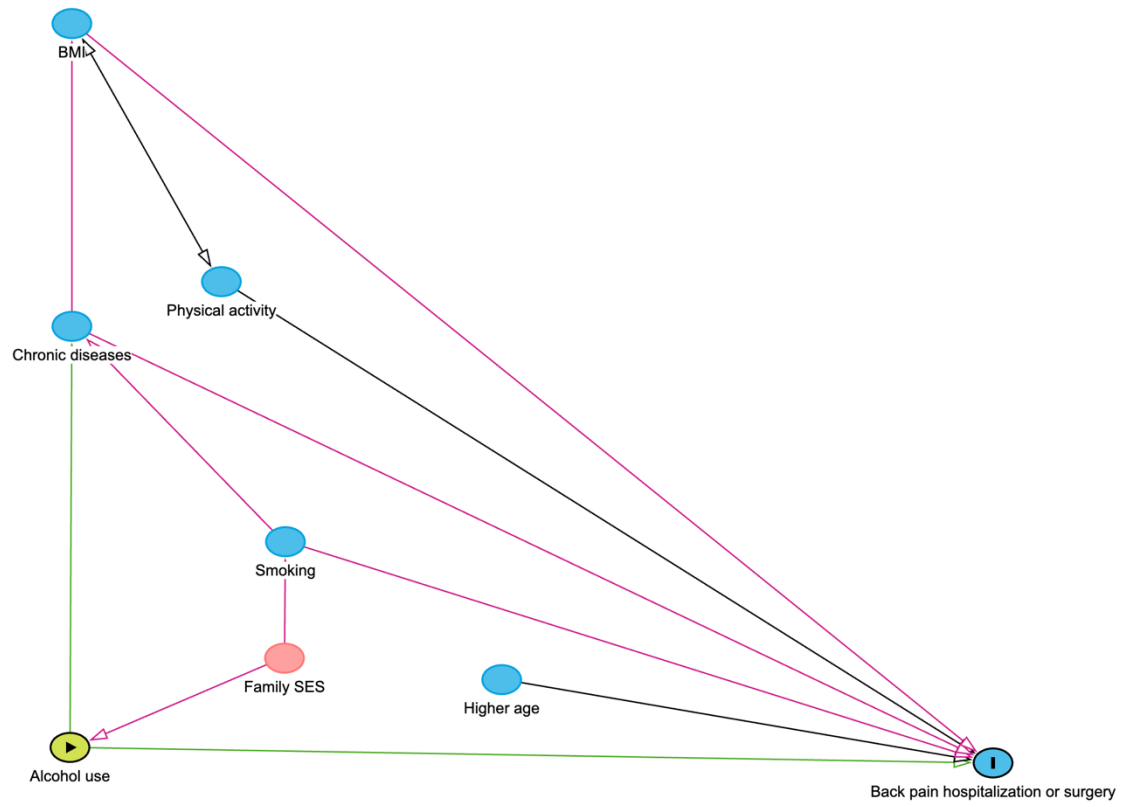 BMI
Physical activity
Chronic diseases
Smoking
Family SES
Higher age
Alcohol use
Back pain hospitalization or surgery